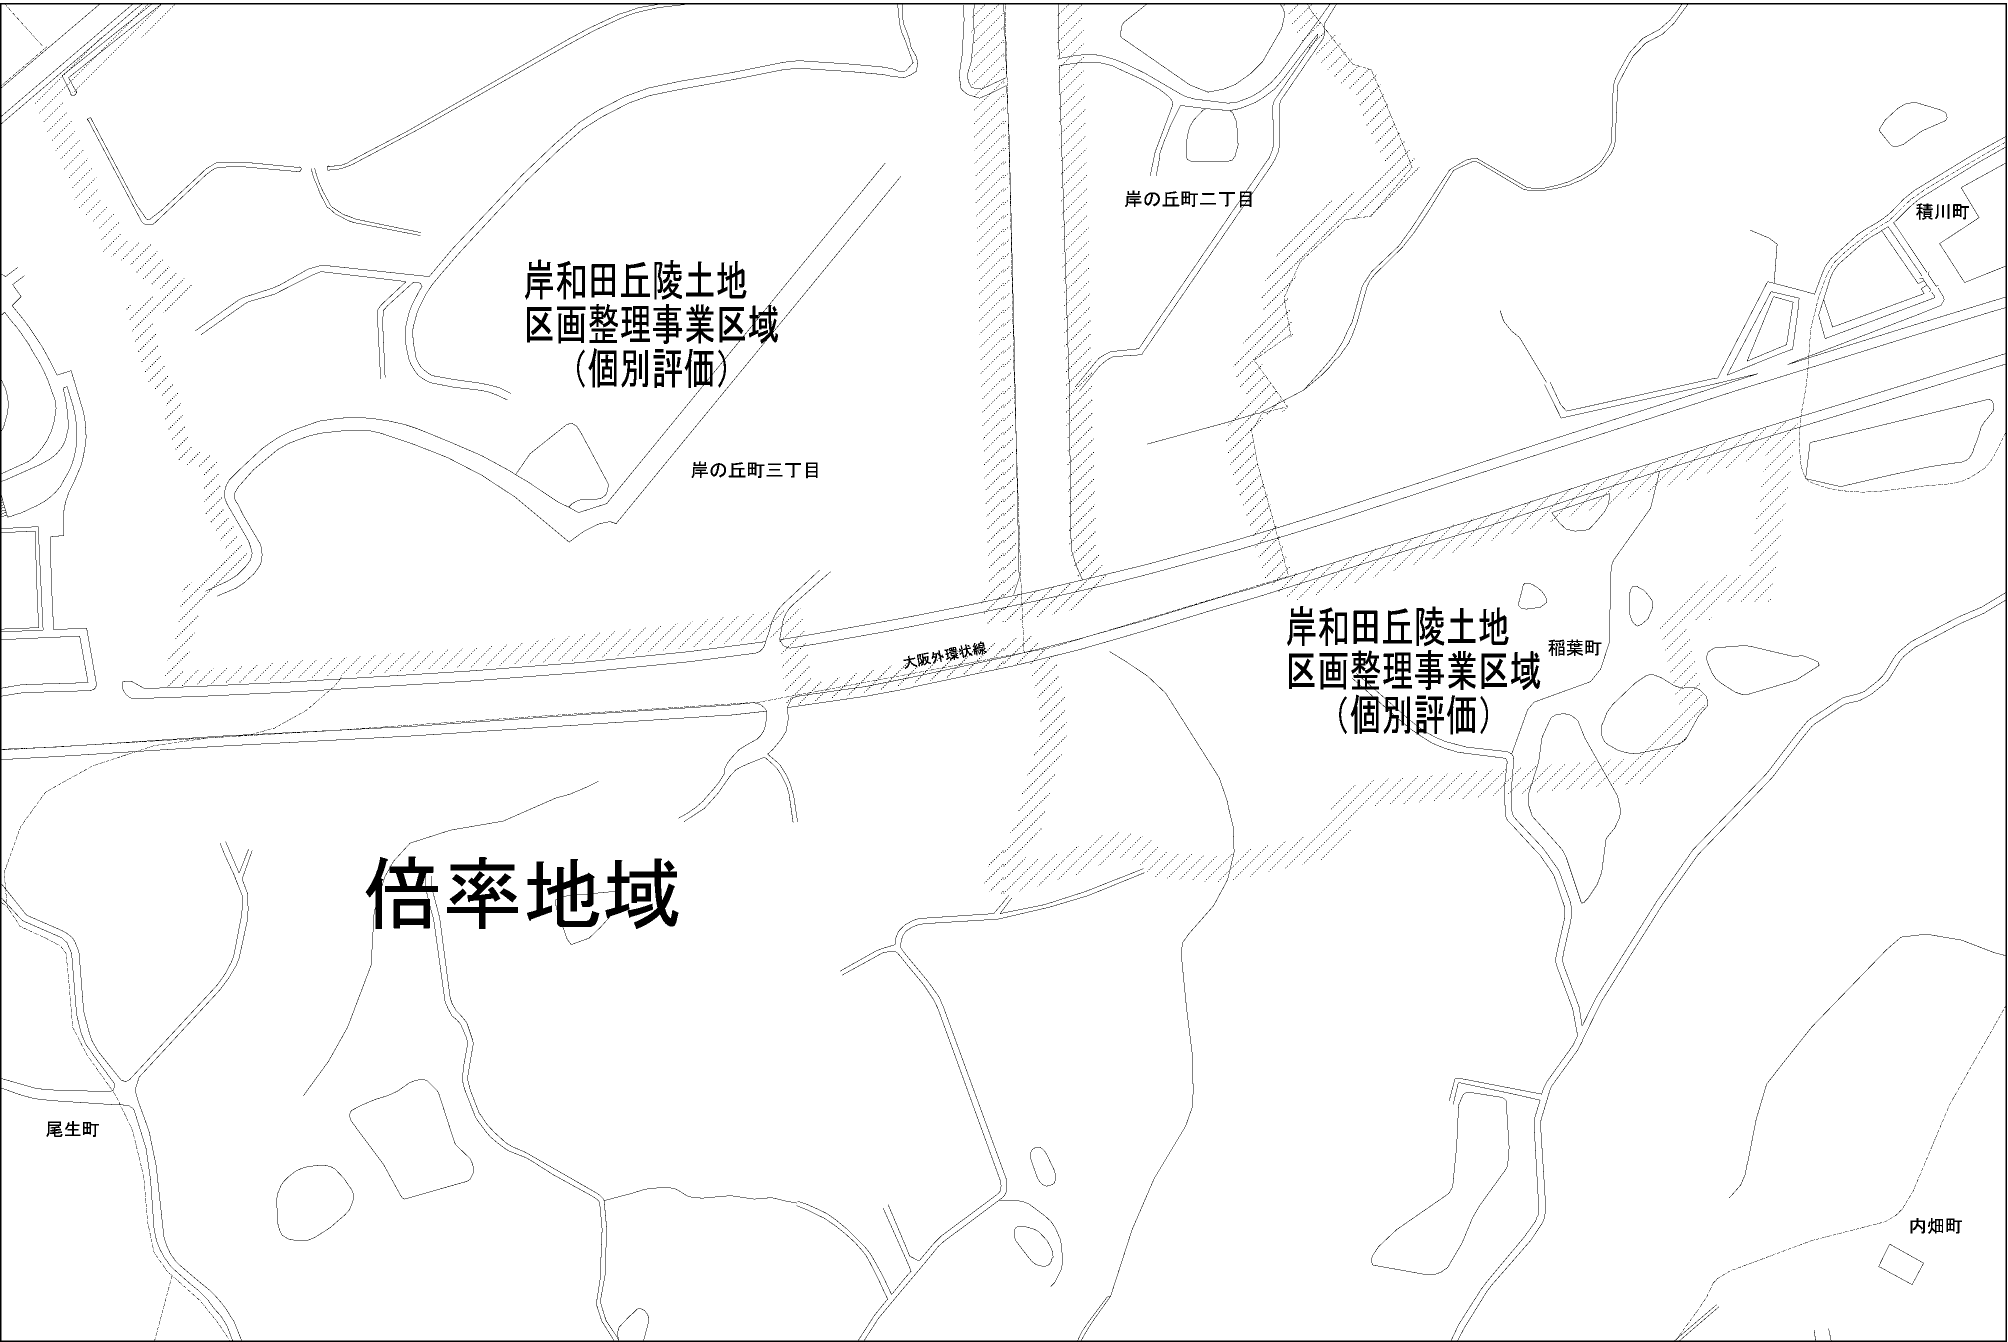 岸の丘町二丁目
積川町
岸和田丘陵土地
区画整理事業区域
（個別評価）
岸の丘町三丁目
大阪外環状線
岸和田丘陵土地
区画整理事業区域
（個別評価）
稲葉町
倍率地域
尾生町
内畑町